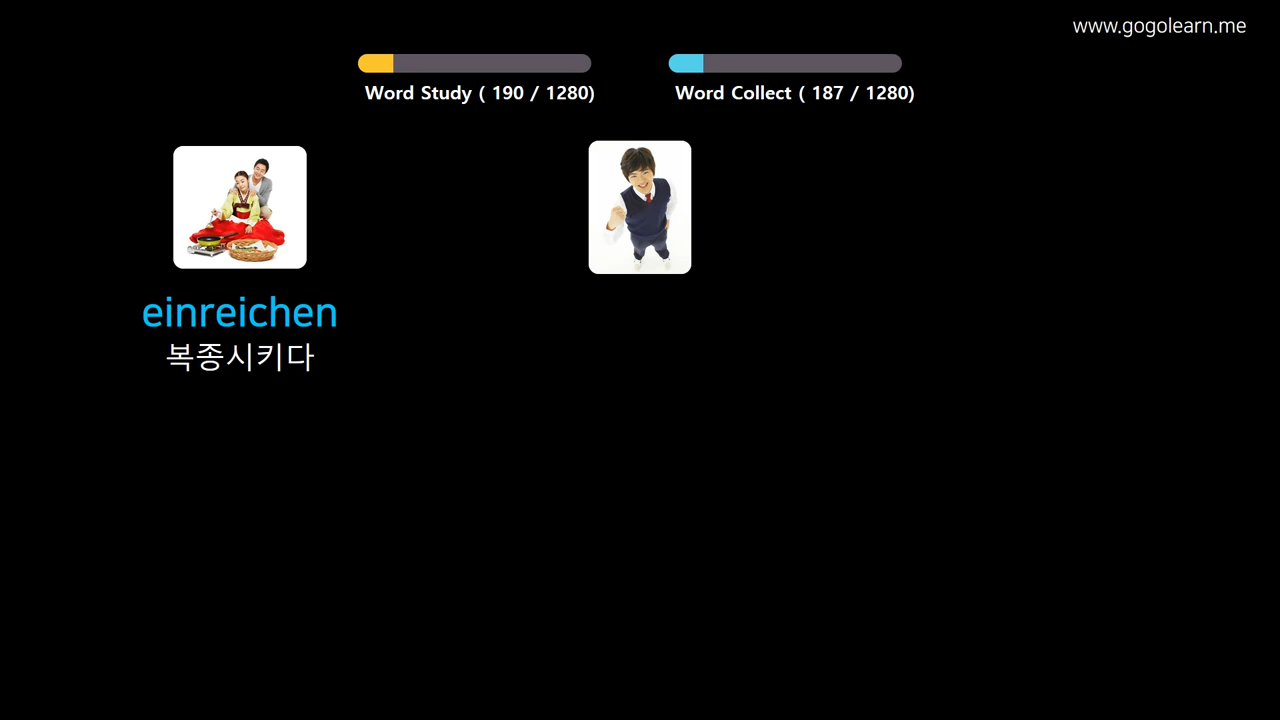 www.gogolearn.me
Word Study ( 190 / 1280)
Word Collect ( 187 / 1280)
einreichen
복종시키다